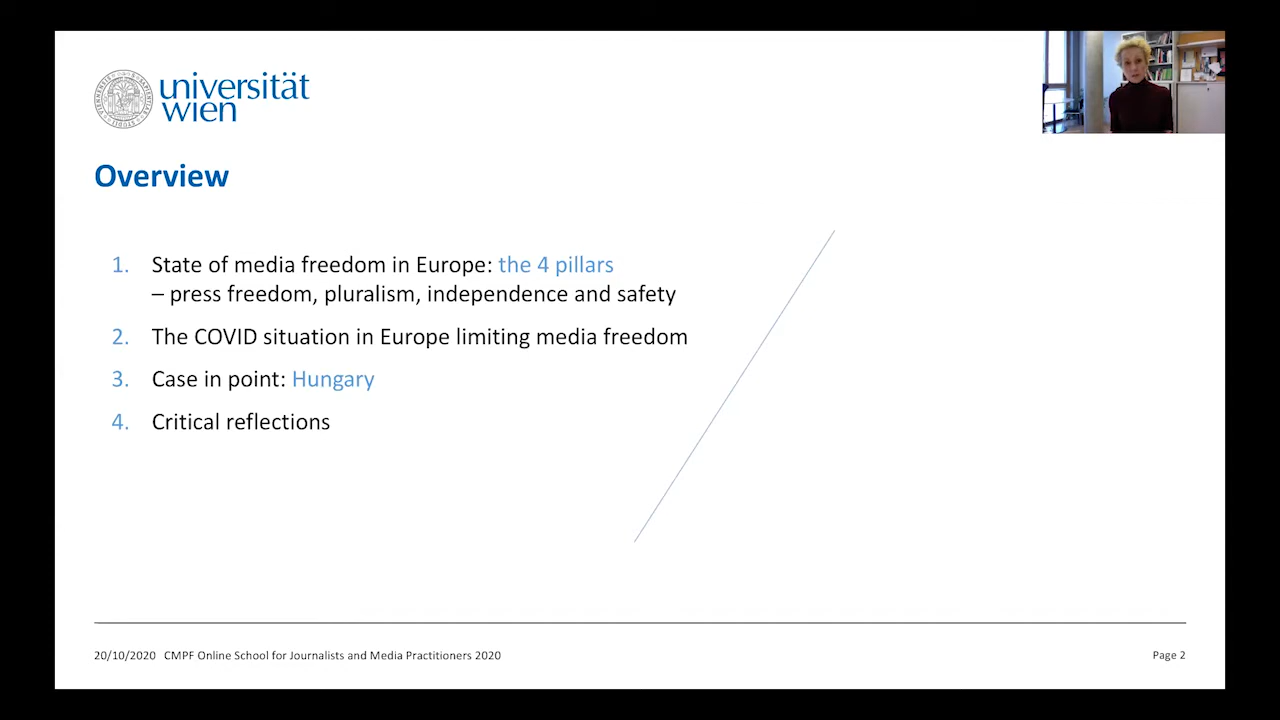 universität
wien
Overview
1. State of media freedom in Europe: the 4 pillars
– press freedom, pluralism, independence and safety
2. The COVID situation in Europe limiting media freedom
3. Case in point: Hungary
4. Critical reflections
20/10/2020 CMPF Online School for Journalists and Media Practitioners 2020
Page 2